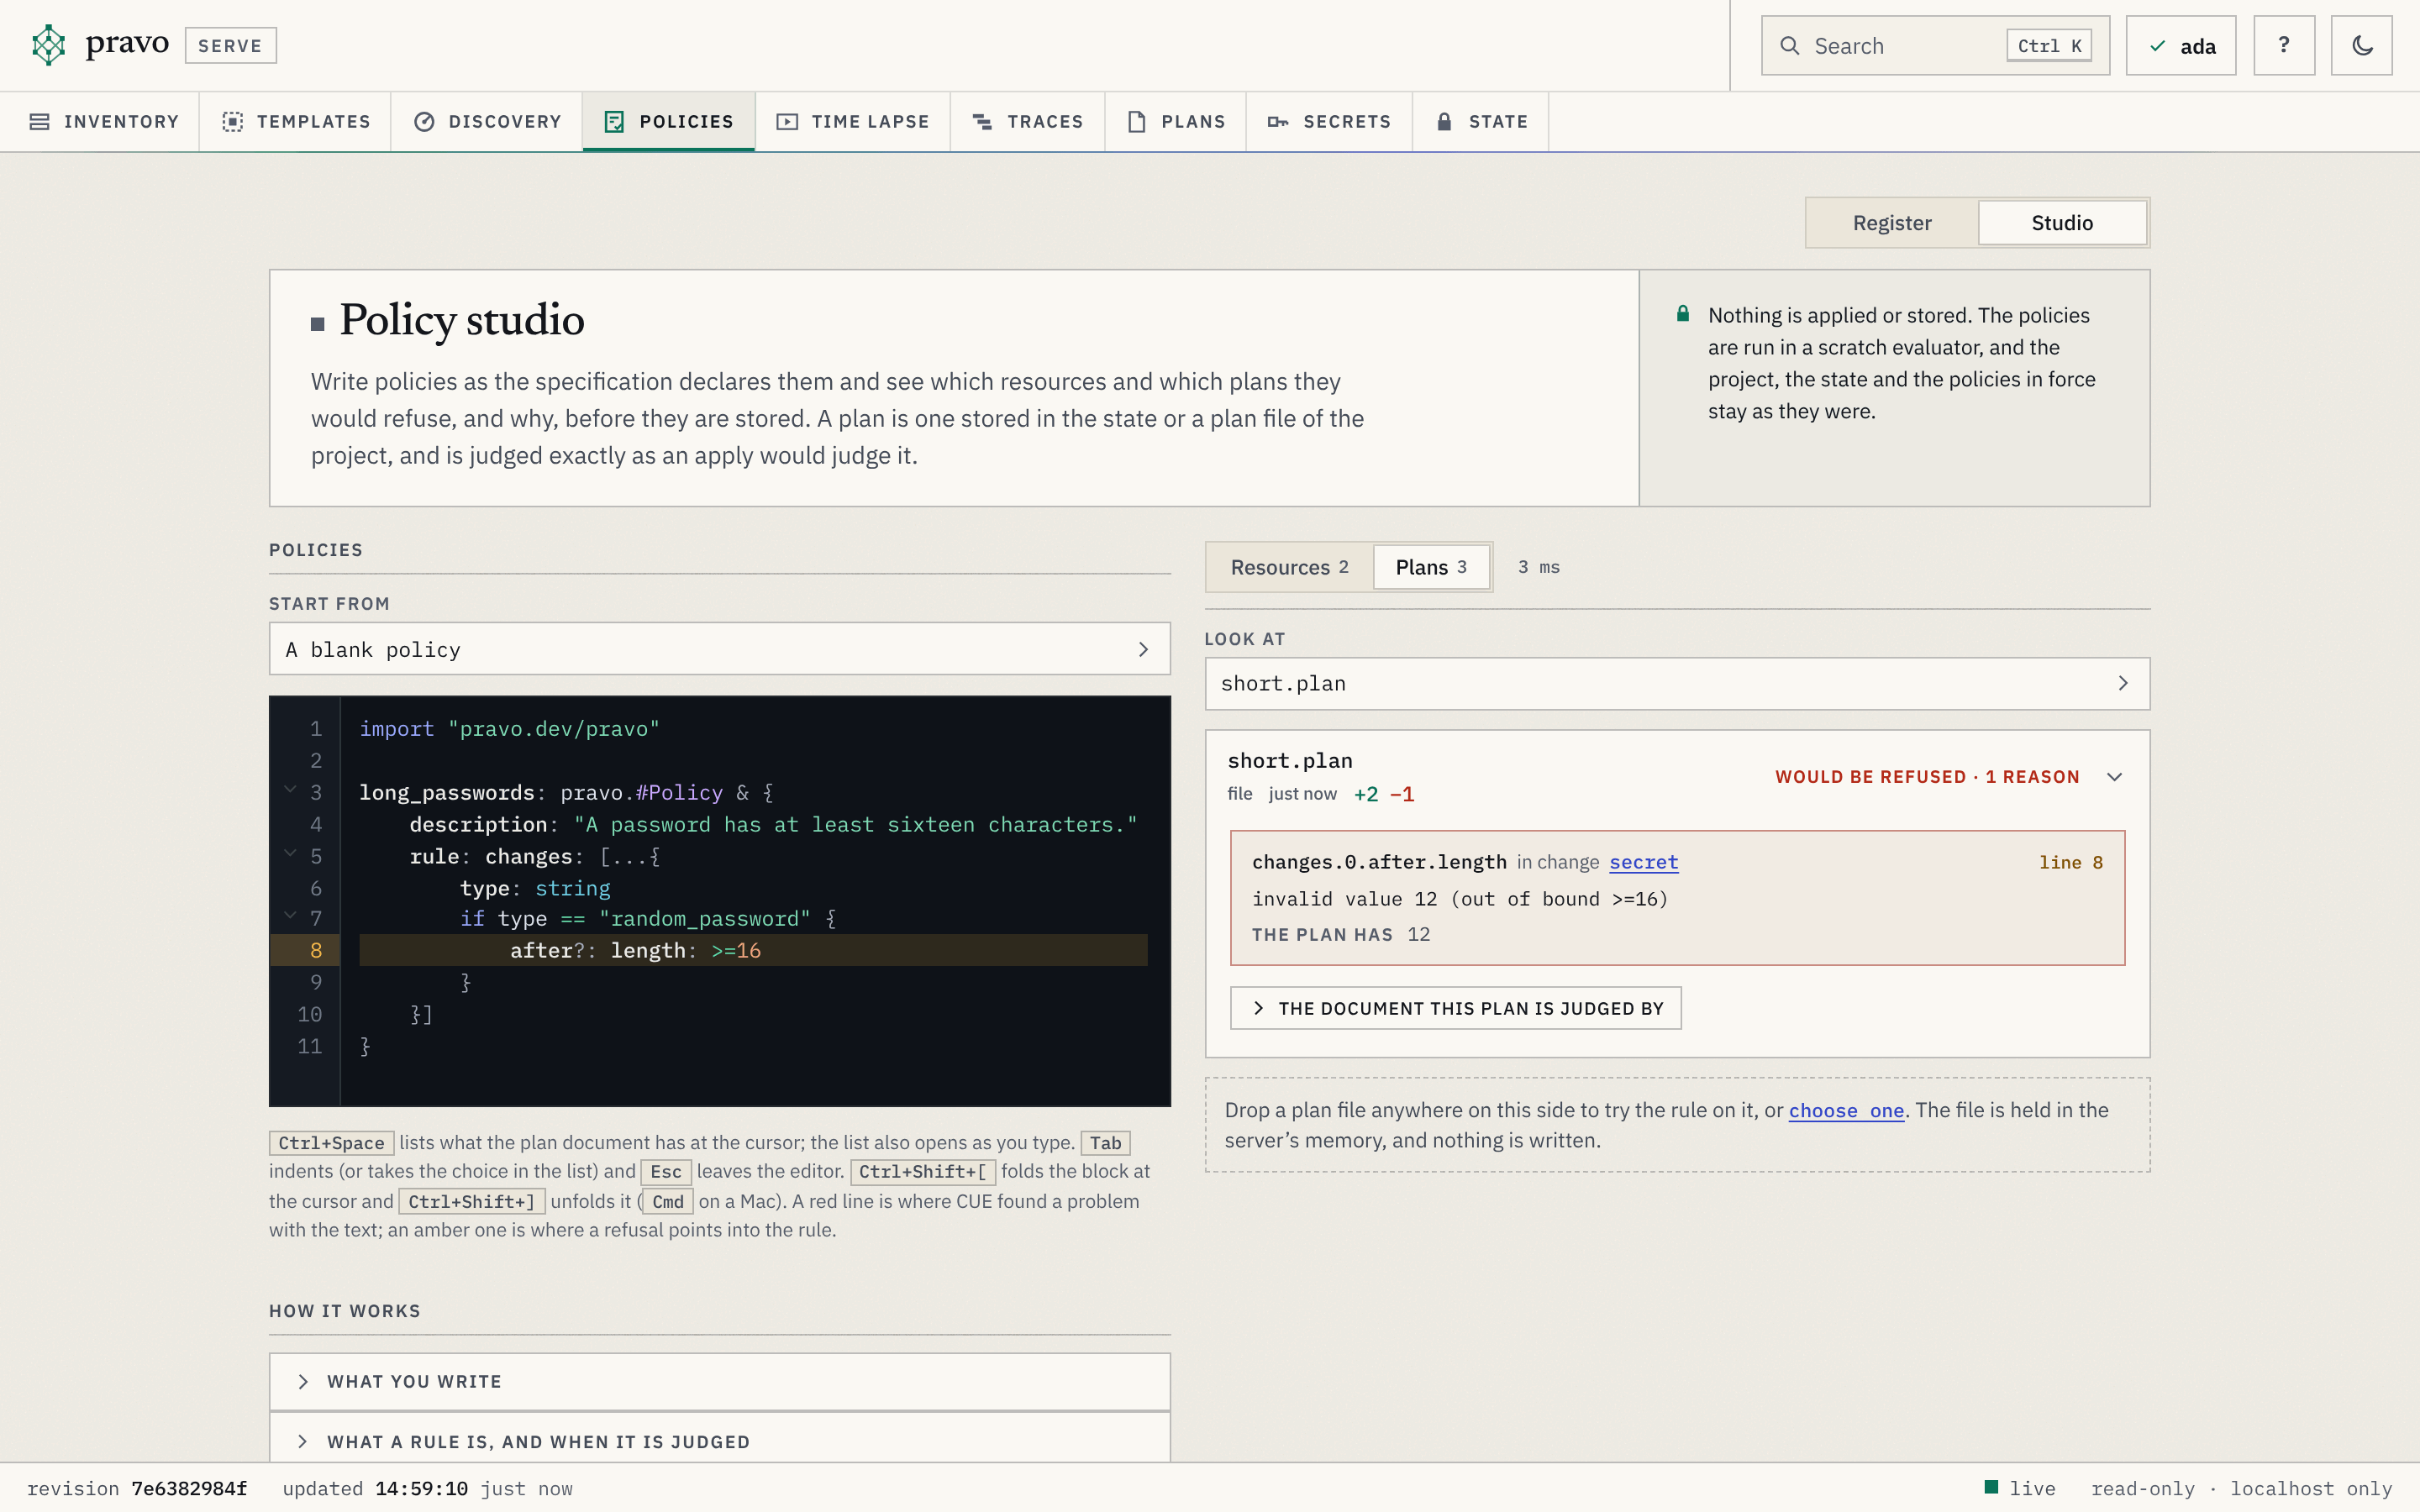 pravo SERVE
Search Ctrl K
ada
?
INVENTORY
TEMPLATES
DISCOVERY
POLICIES
TIME LAPSE
TRACES
PLANS
SECRETS
STATE
Register Studio
Policy studio
Write policies as the specification declares them and see which resources and which plans they
would refuse, and why, before they are stored. A plan is one stored in the state or a plan file of the
project, and is judged exactly as an apply would judge it.
Nothing is applied or stored. The policies
are run in a scratch evaluator, and the
project, the state and the policies in force
stay as they were.
POLICIES
START FROM
A blank policy
1 import "pravo.dev/pravo"
2
3 long_passwords: pravo.#Policy & {
4     description: "A password has at least sixteen characters."
5     rule: changes: [...{
6         type: string
7         if type == "random_password" {
8             after?: length: >=16
9         }
10     }]
11 }
Ctrl+Space lists what the plan document has at the cursor; the list also opens as you type. Tab
indents (or takes the choice in the list) and Esc leaves the editor. Ctrl+Shift+[ folds the block at
the cursor and Ctrl+Shift+] unfolds it (Cmd on a Mac). A red line is where CUE found a problem
with the text; an amber one is where a refusal points into the rule.
HOW IT WORKS
WHAT YOU WRITE
WHAT A RULE IS, AND WHEN IT IS JUDGED
Resources 2 Plans 3 3 ms
LOOK AT
short.plan
short.plan
file just now +2 −1
WOULD BE REFUSED · 1 REASON
changes.0.after.length in change secret line 8
invalid value 12 (out of bound >=16)
THE PLAN HAS 12
THE DOCUMENT THIS PLAN IS JUDGED BY
Drop a plan file anywhere on this side to try the rule on it, or choose one. The file is held in the
server’s memory, and nothing is written.
revision 7e6382984f updated 14:59:10 just now
live read-only · localhost only